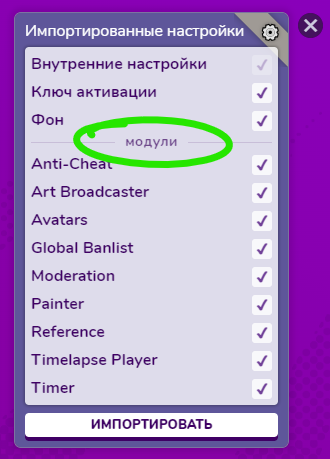 Импортированные настройки
Внутренние настройки
Ключ активации
Фон
модули
Anti-Cheat
Art Broadcaster
Avatars
Global Banlist
Moderation
Painter
Reference
Timelapse Player
Timer
ИМПОРТИРОВАТЬ